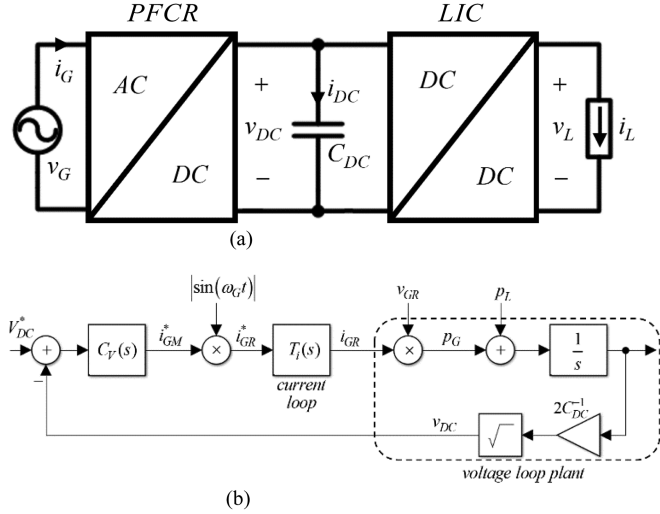 PFCR LIC
i_G AC DC + v_DC − i_DC C_DC DC DC + v_L − i_L
v_G
(a)
|sin(ω_G t)| v_GR p_L
V*_DC + − C_V(s) i*_GM × i*_GR T_i(s) i_GR × p_G + 1/s
current
loop
v_DC √ 2C_DC^-1
voltage loop plant
(b)